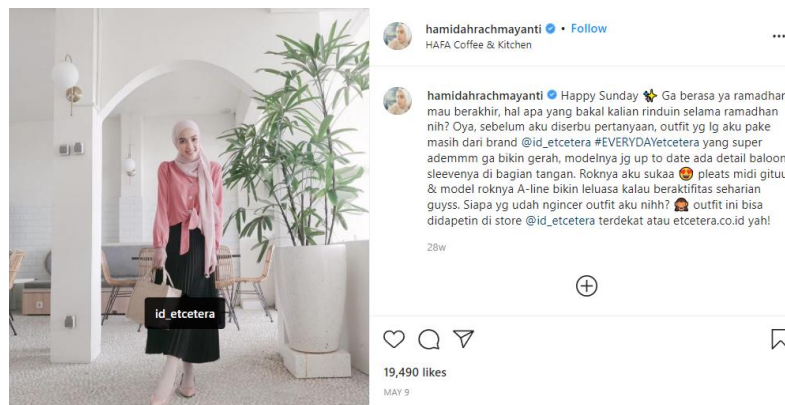 hamidahrachmayanti • Follow
HAFA Coffee & Kitchen
hamidahrachmayanti Happy Sunday ✨ Ga berasa ya ramadhan
mau berakhir, hal apa yang bakal kalian rinduin selama ramadhan
nih? Oya, sebelum aku diserbu pertanyaan, outfit yg lg aku pake
masih dari brand @id_etcetera #EVERYDAYetcetera yang super
ademmm ga bikin gerah, modelnya jg up to date ada detail baloon
sleevenya di bagian tangan. Roknya aku sukaa 😍 pleats midi gituu
& model roknya A-line bikin leluasa kalau beraktifitas seharian
guyss. Siapa yg udah ngincer outfit aku nihh? 🙈 outfit ini bisa
didapetin di store @id_etcetera terdekat atau etcetera.co.id yah!
28w
id_etcetera
19,490 likes
MAY 9